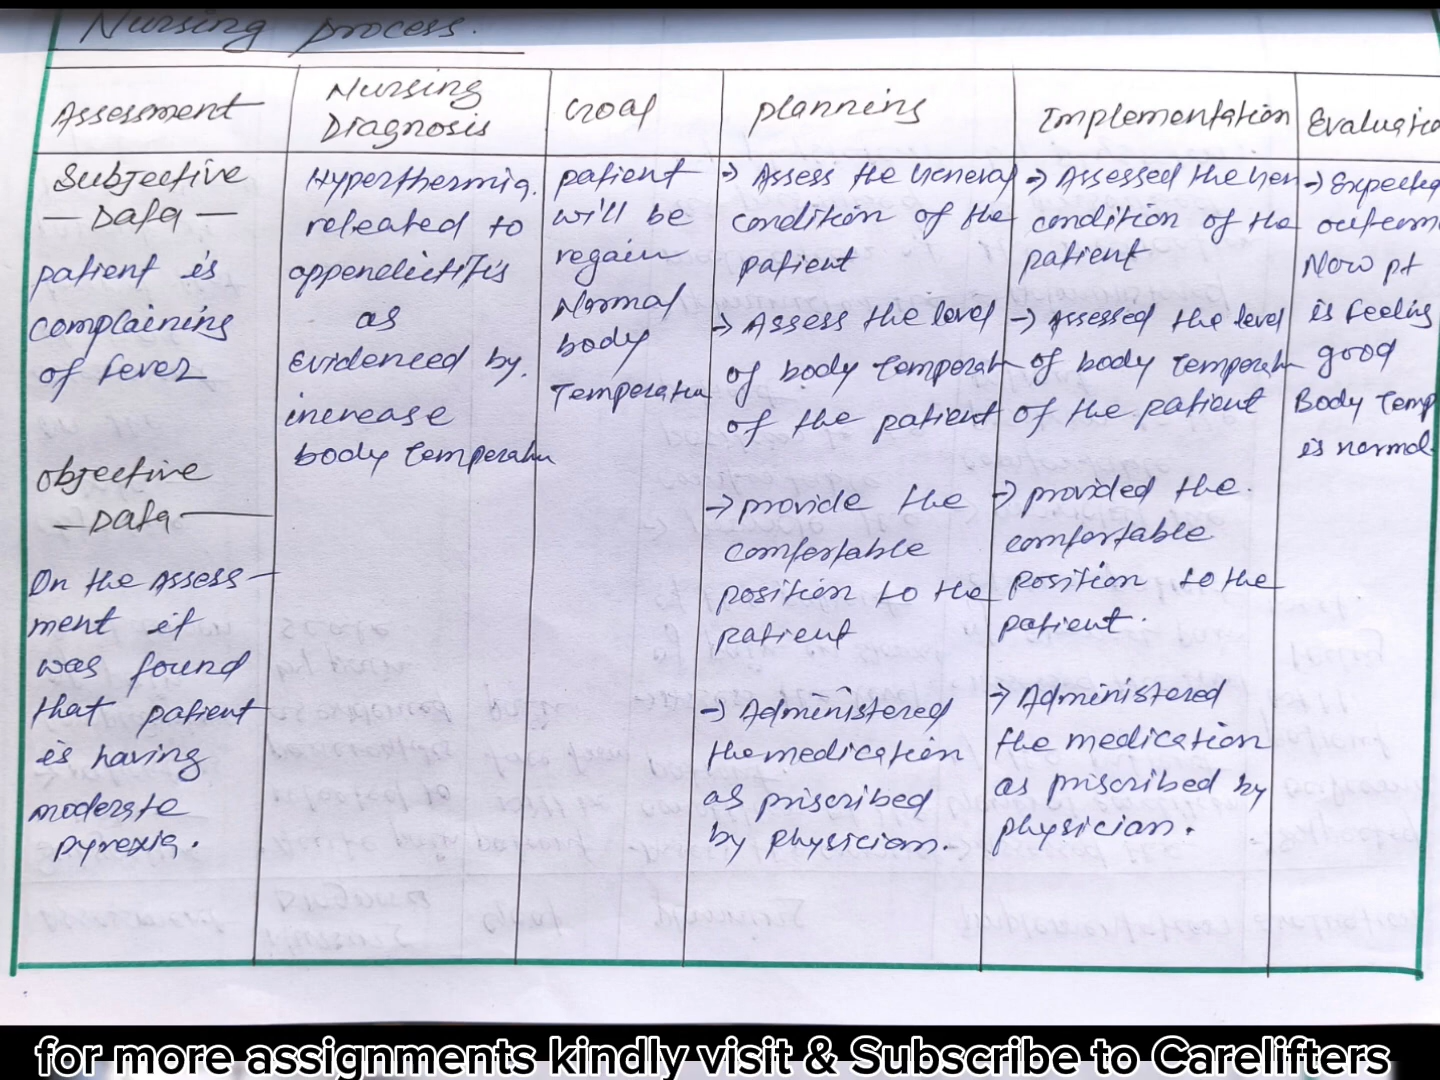 Nursing process.
Assessment
Nursing
Diagnosis
Goal
planning
Implementation
Evaluatio
Subjective
— Data —
patient is
complaining
of fever
objective
— Data —
On the Assess-
ment it
was found
that patient
is having
moderate
pyrexia.
Hyperthermia.
releated to
appendictitis
as
evidenced by.
increase
body temperatu
patient
will be
regain
Normal
body
Temperatu
→ Assess the General
condition of the
patient
→ Assess the level
of body temperat
of the patient
→ provide the
comfortable
position to the
patient
→ Administered
the medication
as priscribed
by physician.
→ Assessed the Gen
condition of the
patient
→ Assessed the level
of body temperat
of the patient
→ provided the.
comfortable
position to the
patient.
→ Administered
the medication
as priscribed by
physician.
→ Expected
outcom
Now pt
is feeling
good
Body Temp
is normal
for more assignments kindly visit & Subscribe to Carelifters